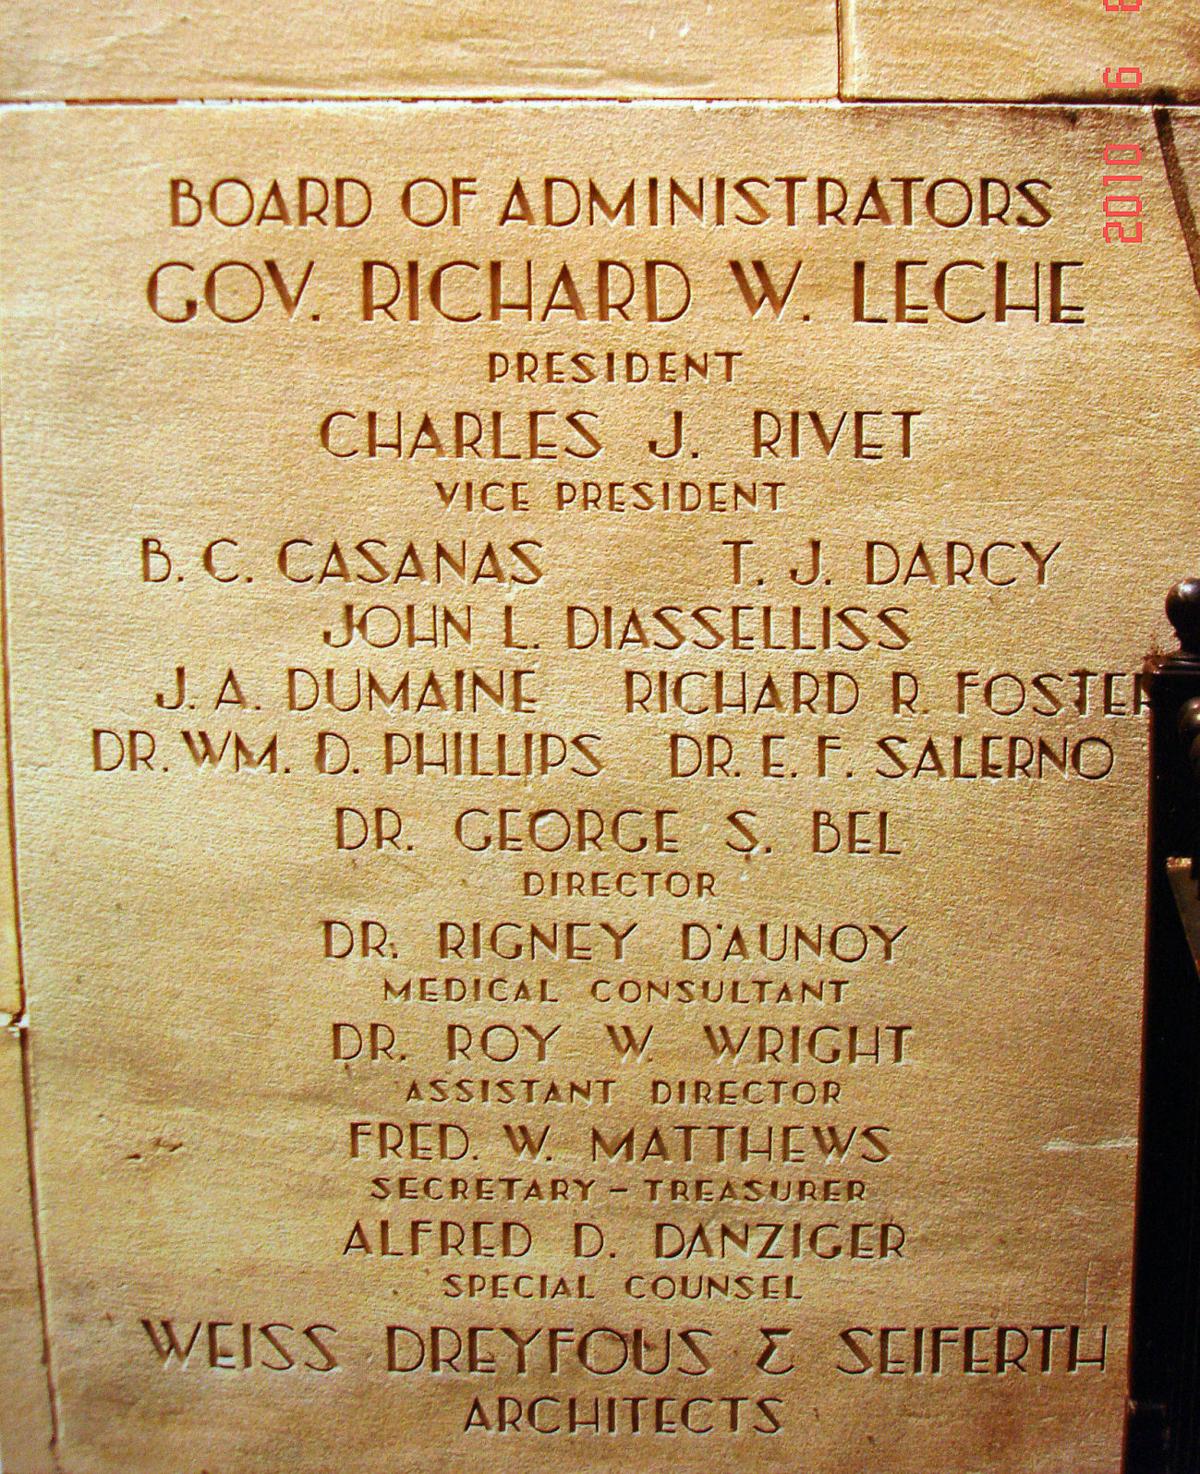 BOARD OF ADMINISTRATORS
GOV. RICHARD W. LECHE
PRESIDENT
CHARLES J. RIVET
VICE PRESIDENT
B. C. CASANAS T. J. DARCY
JOHN L. DIASSELLISS
J. A. DUMAINE RICHARD R. FOSTER
DR. WM. D. PHILLIPS DR. E. F. SALERNO
DR. GEORGE S. BEL
DIRECTOR
DR. RIGNEY D'AUNOY
MEDICAL CONSULTANT
DR. ROY W. WRIGHT
ASSISTANT DIRECTOR
FRED. W. MATTHEWS
SECRETARY - TREASURER
ALFRED D. DANZIGER
SPECIAL COUNSEL
WEISS DREYFOUS & SEIFERTH
ARCHITECTS
2010 6 8